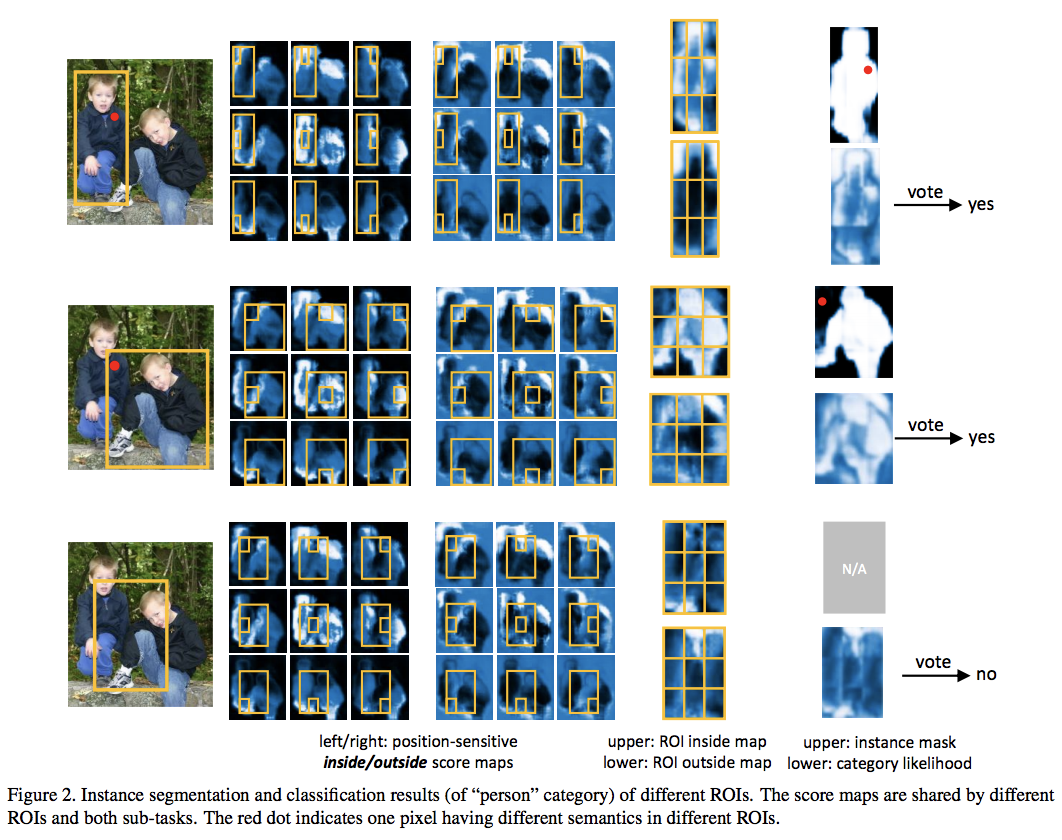 vote
yes
vote
yes
N/A
vote
no
left/right: position-sensitive
inside/outside score maps
upper: ROI inside map
lower: ROI outside map
upper: instance mask
lower: category likelihood
Figure 2. Instance segmentation and classification results (of “person” category) of different ROIs. The score maps are shared by different
ROIs and both sub-tasks. The red dot indicates one pixel having different semantics in different ROIs.